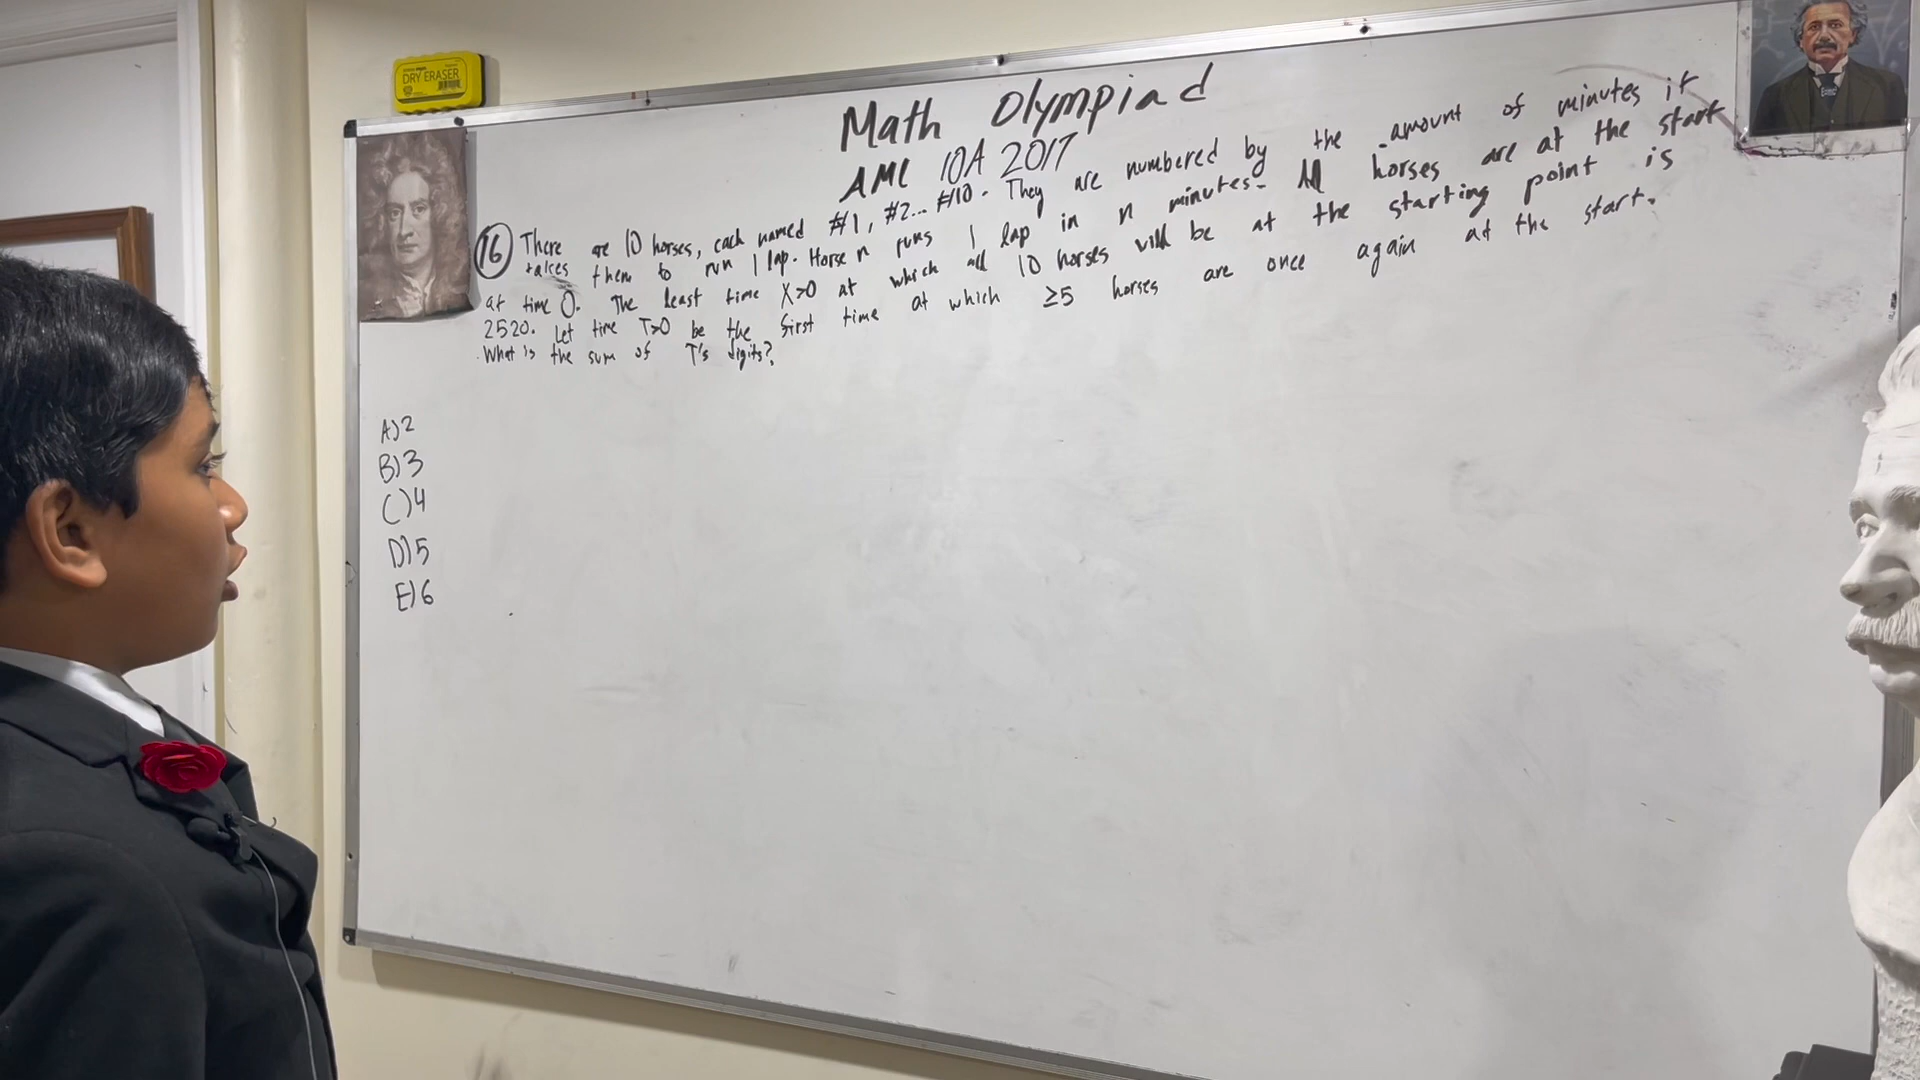 DRY ERASER
Math Olympiad
AMC 10A 2017
16 There are 10 horses, each named #1, #2... #10. They are numbered by the amount of minutes it
takes them to run 1 lap. Horse n runs 1 lap in n minutes. All horses are at the start
at time 0. The least time X>0 at which all 10 horses will be at the starting point is
2520. Let time T>0 be the first time at which ≥5 horses are once again at the start.
What is the sum of T's digits?
A) 2
B) 3
C) 4
D) 5
E) 6